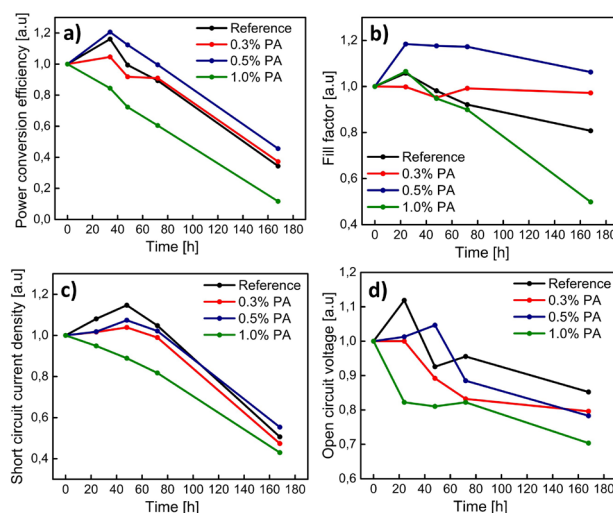 a)
Reference
0.3% PA
0.5% PA
1.0% PA
Power conversion efficiency [a.u]
1,2
1,0
0,8
0,6
0,4
0,2
0,0
0 20 40 60 80 100 120 140 160 180
Time [h]
b)
Reference
0.3% PA
0.5% PA
1.0% PA
Fill factor [a.u]
1,2
1,0
0,8
0,6
0,4
0 20 40 60 80 100 120 140 160 180
Time [h]
c)
Reference
0.3% PA
0.5% PA
1.0% PA
Short circuit current density [a.u]
1,2
1,0
0,8
0,6
0,4
0 20 40 60 80 100 120 140 160 180
Time [h]
d)
Reference
0.3% PA
0.5% PA
1.0% PA
Open circuit voltage [a.u]
1,2
1,1
1,0
0,9
0,8
0,7
0,6
0 20 40 60 80 100 120 140 160 180
Time [h]